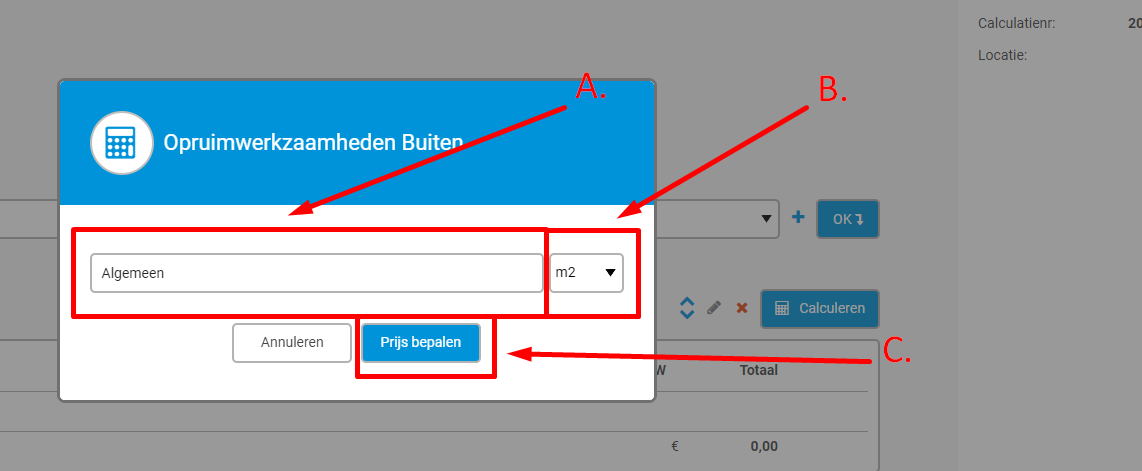 Calculatienr: 20
Locatie:
A.
B.
Opruimwerkzaamheden Buiten
OK
Algemeen
m2
Calculeren
Annuleren
Prijs bepalen
C.
W Totaal
€ 0,00